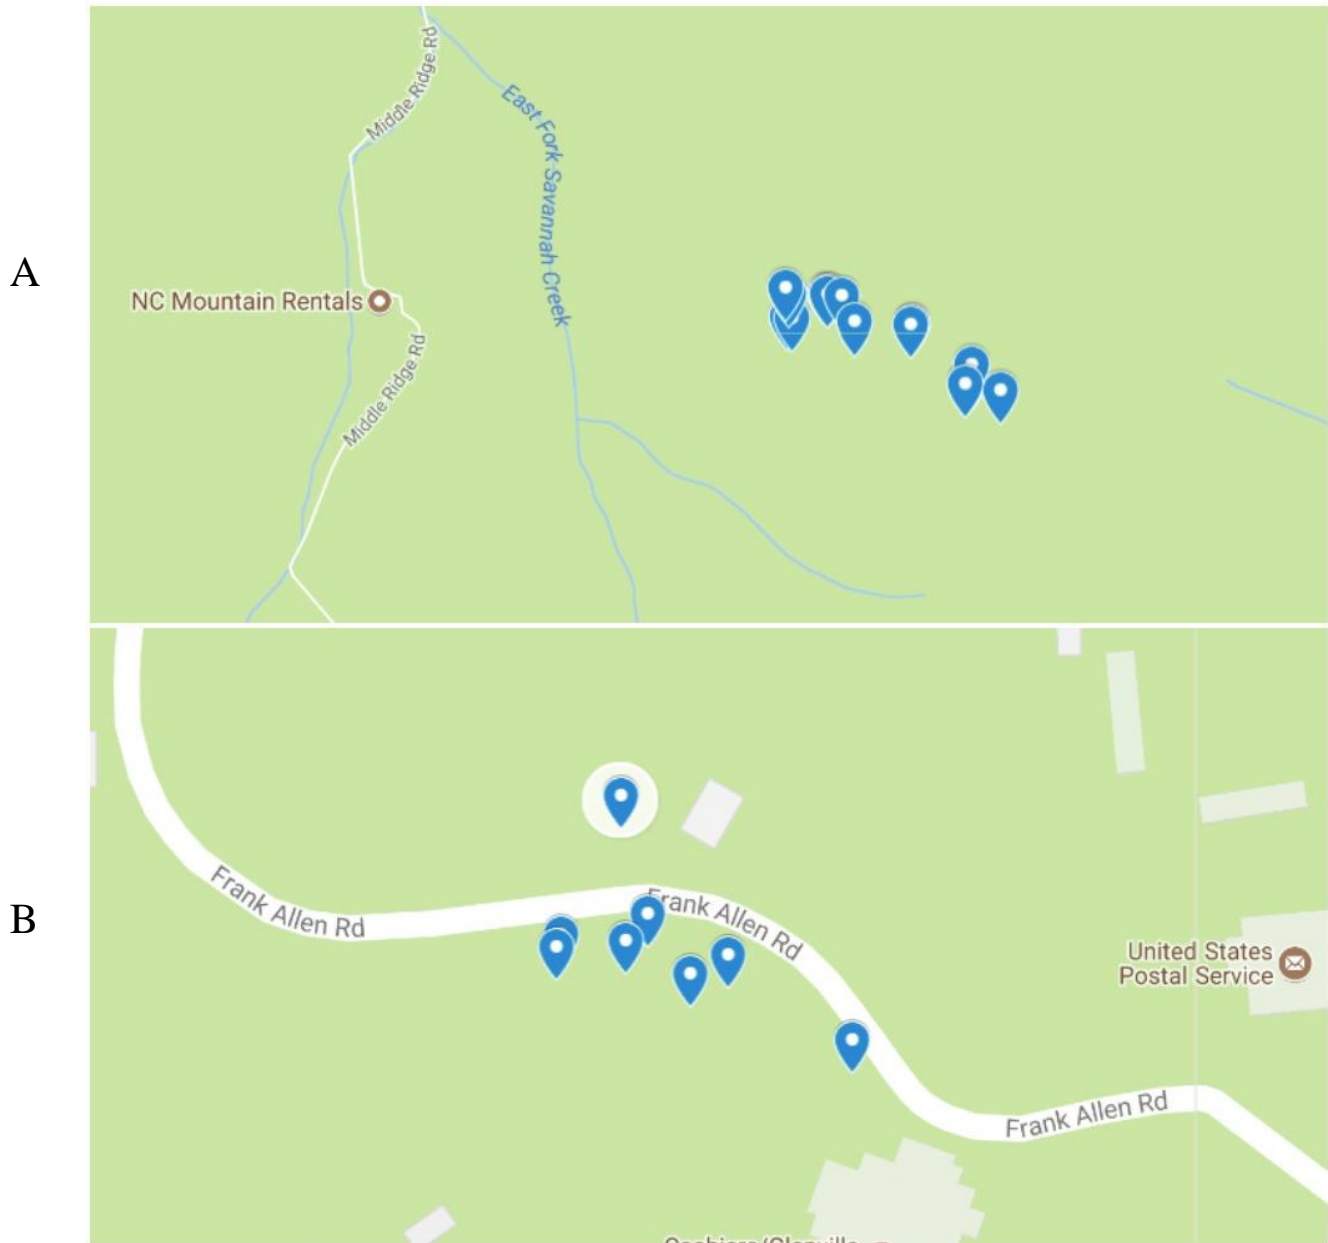 A
Middle Ridge Rd
East Fork Savannah Creek
NC Mountain Rentals
Middle Ridge Rd
B
Frank Allen Rd
Frank Allen Rd
United States
Postal Service
Frank Allen Rd